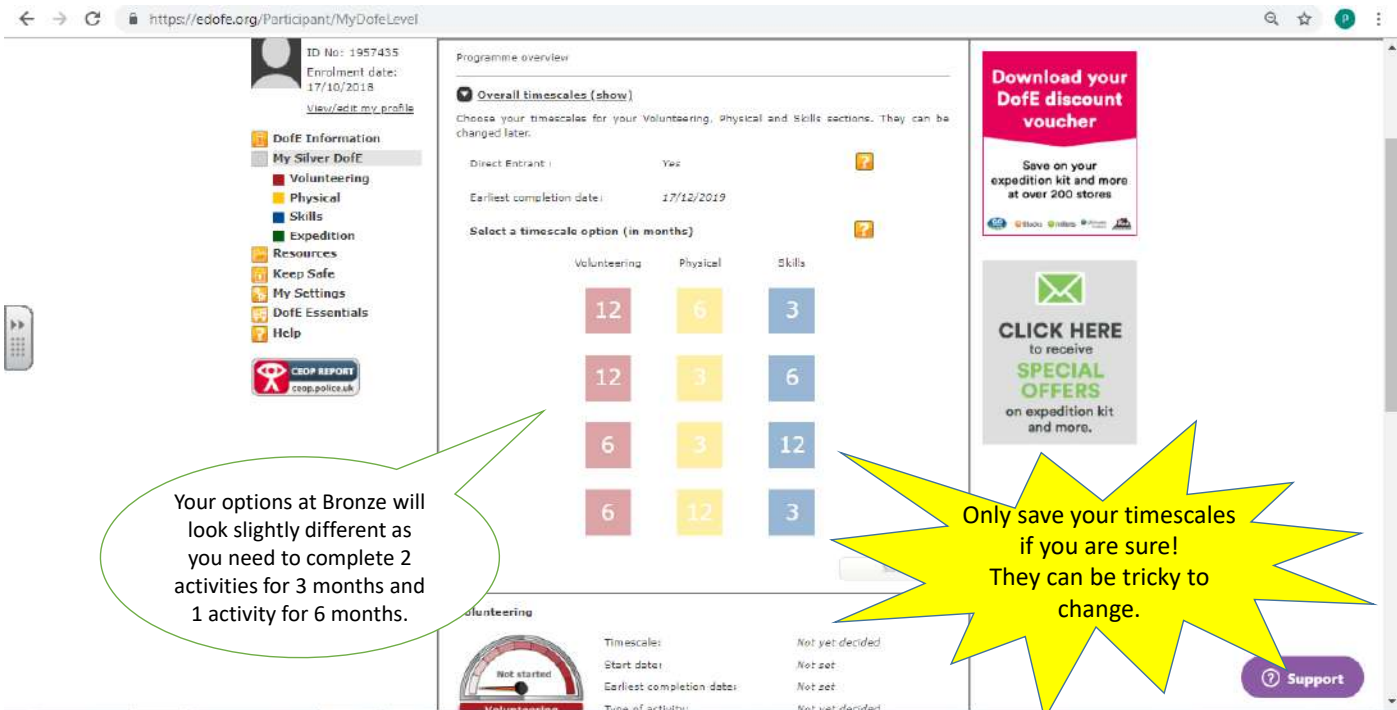 https://edofe.org/Participant/MyDofeLevel
P
ID No: 1957435
Enrolment date:
17/10/2018
View/edit my profile
DofE Information
My Silver DofE
Volunteering
Physical
Skills
Expedition
Resources
Keep Safe
My Settings
DofE Essentials
Help
CEOP REPORT
ceop.police.uk
Programme overview
Overall timescales (show)
Choose your timescales for your Volunteering, Physical and Skills sections. They can be
changed later.
Direct Entrant : Yes
?
Earliest completion date: 17/12/2019
Select a timescale option (in months)
?
Volunteering Physical Skills
12 6 3
12 3 6
6 3 12
6 12 3
Your options at Bronze will
look slightly different as
you need to complete 2
activities for 3 months and
1 activity for 6 months.
Only save your timescales
if you are sure!
They can be tricky to
change.
Timescale: Not yet decided
Start date: Not set
Earliest completion date: Not set
Type of activity: Not yet decided
Not started
Volunteering
Download your
DofE discount
voucher
Save on your
expedition kit and more
at over 200 stores
CLICK HERE
to receive
SPECIAL
OFFERS
on expedition kit
and more.
? Support